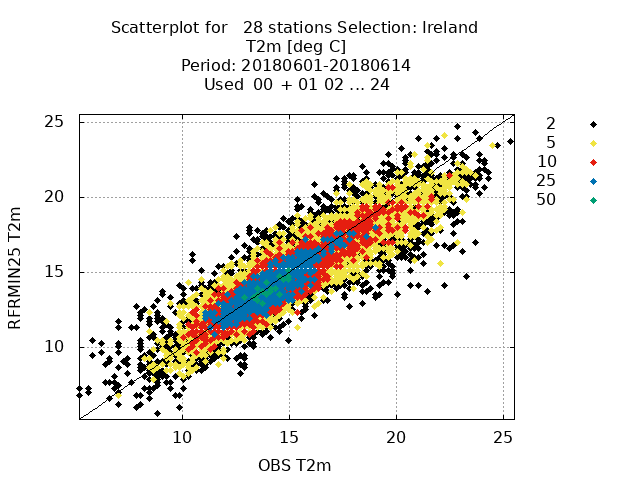 Scatterplot for 28 stations Selection: Ireland
T2m [deg C]
Period: 20180601-20180614
Used 00 + 01 02 ... 24
25
20
15
10
RFRMIN25 T2m
10 15 20 25
OBS T2m
2
5
10
25
50